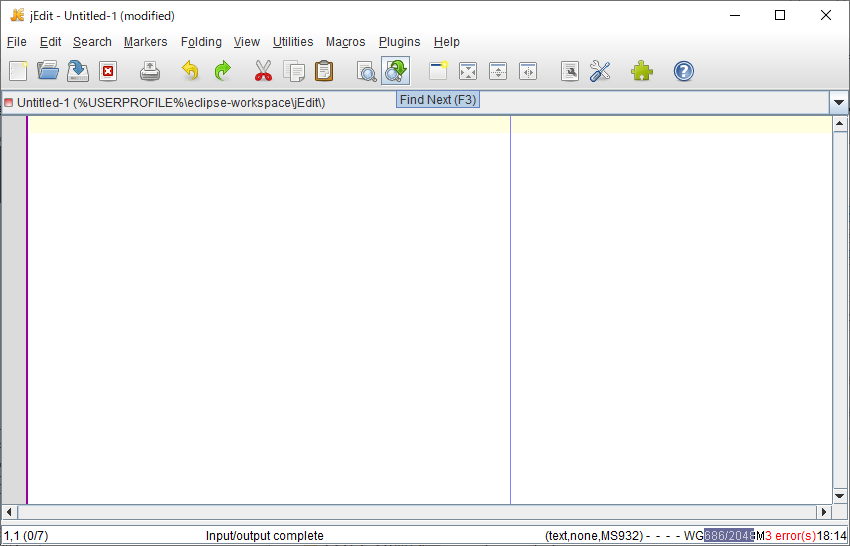 jEdit - Untitled-1 (modified)
File Edit Search Markers Folding View Utilities Macros Plugins Help
Untitled-1 (%USERPROFILE%\eclipse-workspace\jEdit\)
Find Next (F3)
1,1 (0/7) Input/output complete (text,none,MS932) - - - - WG 686/2048M 3 error(s) 18:14